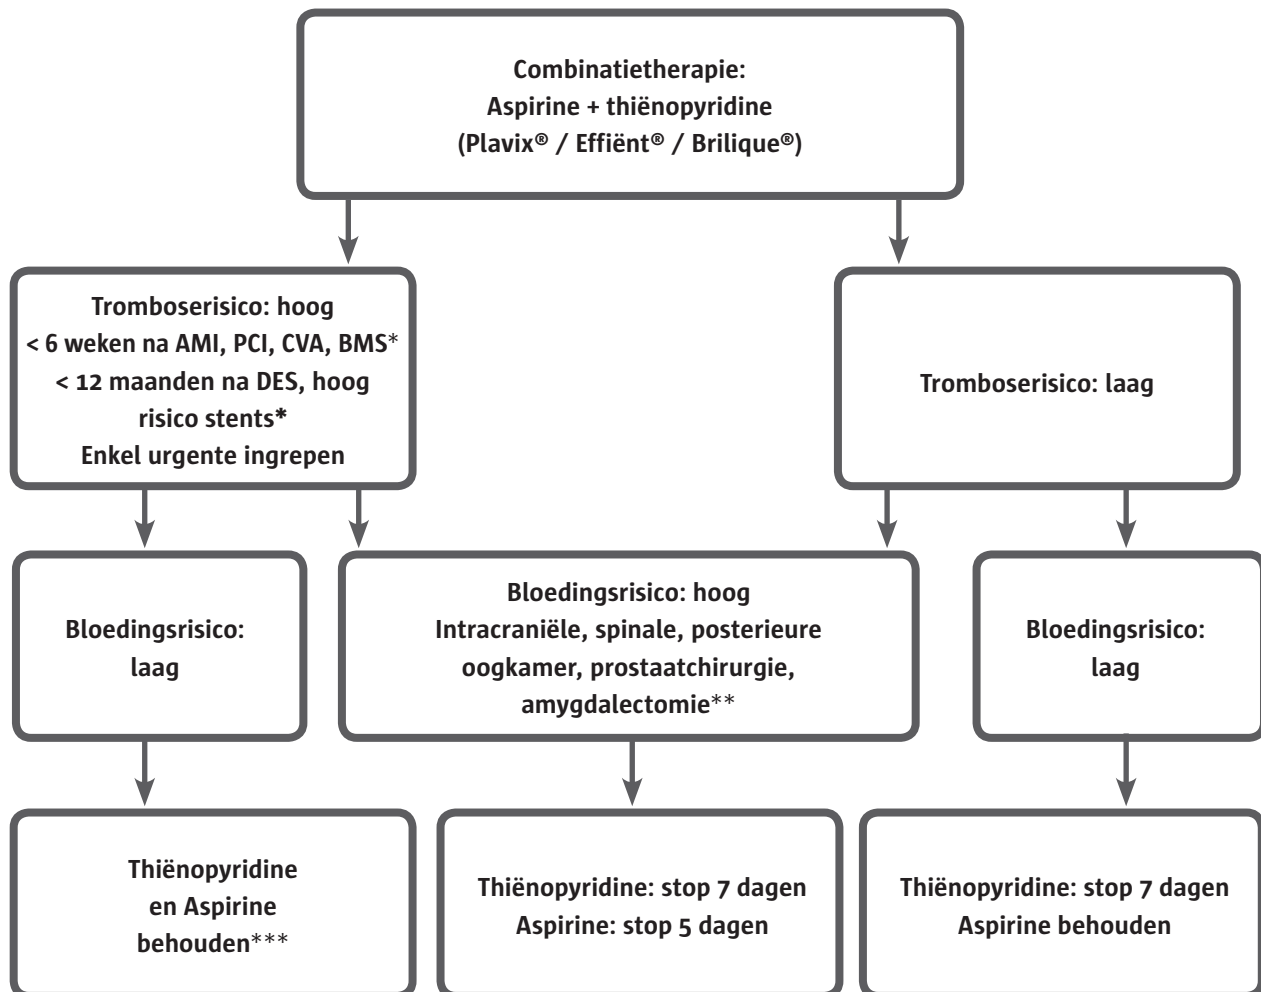 Combinatietherapie:
Aspirine + thiënopyridine
(Plavix® / Effiënt® / Brilique®)
Tromboserisico: hoog
< 6 weken na AMI, PCI, CVA, BMS*
< 12 maanden na DES, hoog
risico stents*
Enkel urgente ingrepen
Tromboserisico: laag
Bloedingsrisico:
laag
Bloedingsrisico: hoog
Intracraniële, spinale, posterieure
oogkamer, prostaatchirurgie,
amygdalectomie**
Bloedingsrisico:
laag
Thiënopyridine
en Aspirine
behouden***
Thiënopyridine: stop 7 dagen
Aspirine: stop 5 dagen
Thiënopyridine: stop 7 dagen
Aspirine behouden